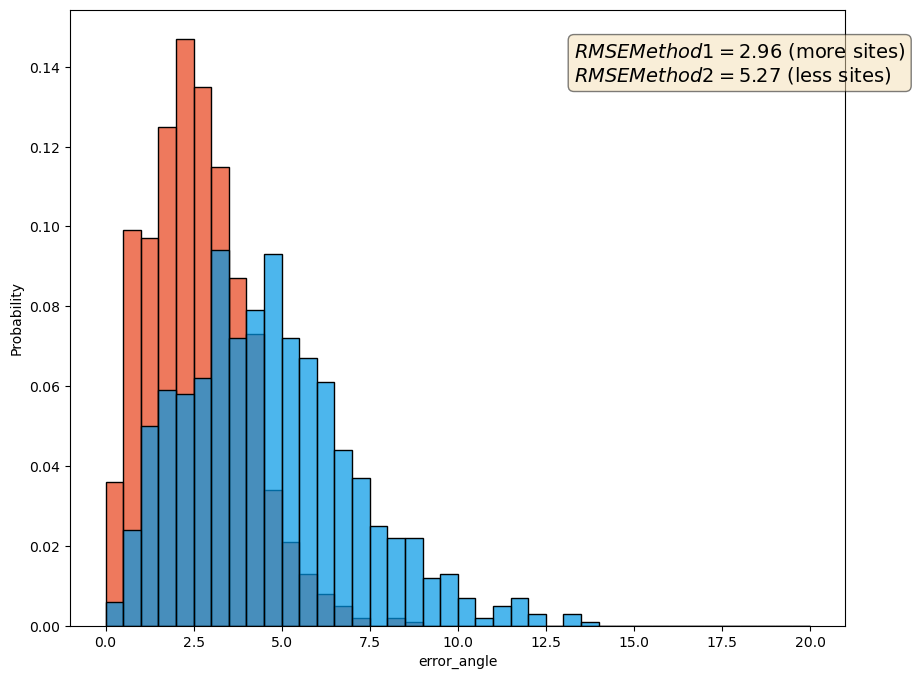 RMSEMethod1 = 2.96 (more sites)
RMSEMethod2 = 5.27 (less sites)
0.14
0.12
0.10
0.08
0.06
0.04
0.02
0.00
Probability
0.0 2.5 5.0 7.5 10.0 12.5 15.0 17.5 20.0
error_angle